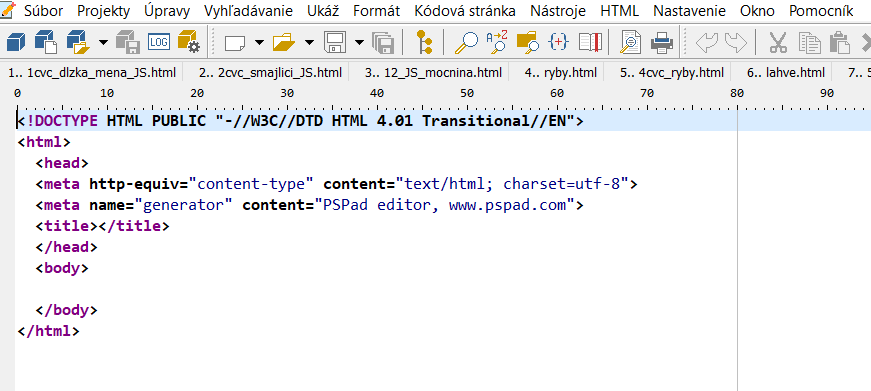 Súbor Projekty Úpravy Vyhľadávanie Ukáž Formát Kódová stránka Nástroje HTML Nastavenie Okno Pomocník
LOG A→Z
1.. 1cvc_dlzka_mena_JS.html 2.. 2cvc_smajlici_JS.html 3.. 12_JS_mocnina.html 4.. ryby.html 5.. 4cvc_ryby.html 6.. lahve.html 7.. 5
0 10 20 30 40 50 60 70 80 90
<!DOCTYPE HTML PUBLIC "-//W3C//DTD HTML 4.01 Transitional//EN">
<html>
<head>
<meta http-equiv="content-type" content="text/html; charset=utf-8">
<meta name="generator" content="PSPad editor, www.pspad.com">
<title></title>
</head>
<body>
</body>
</html>